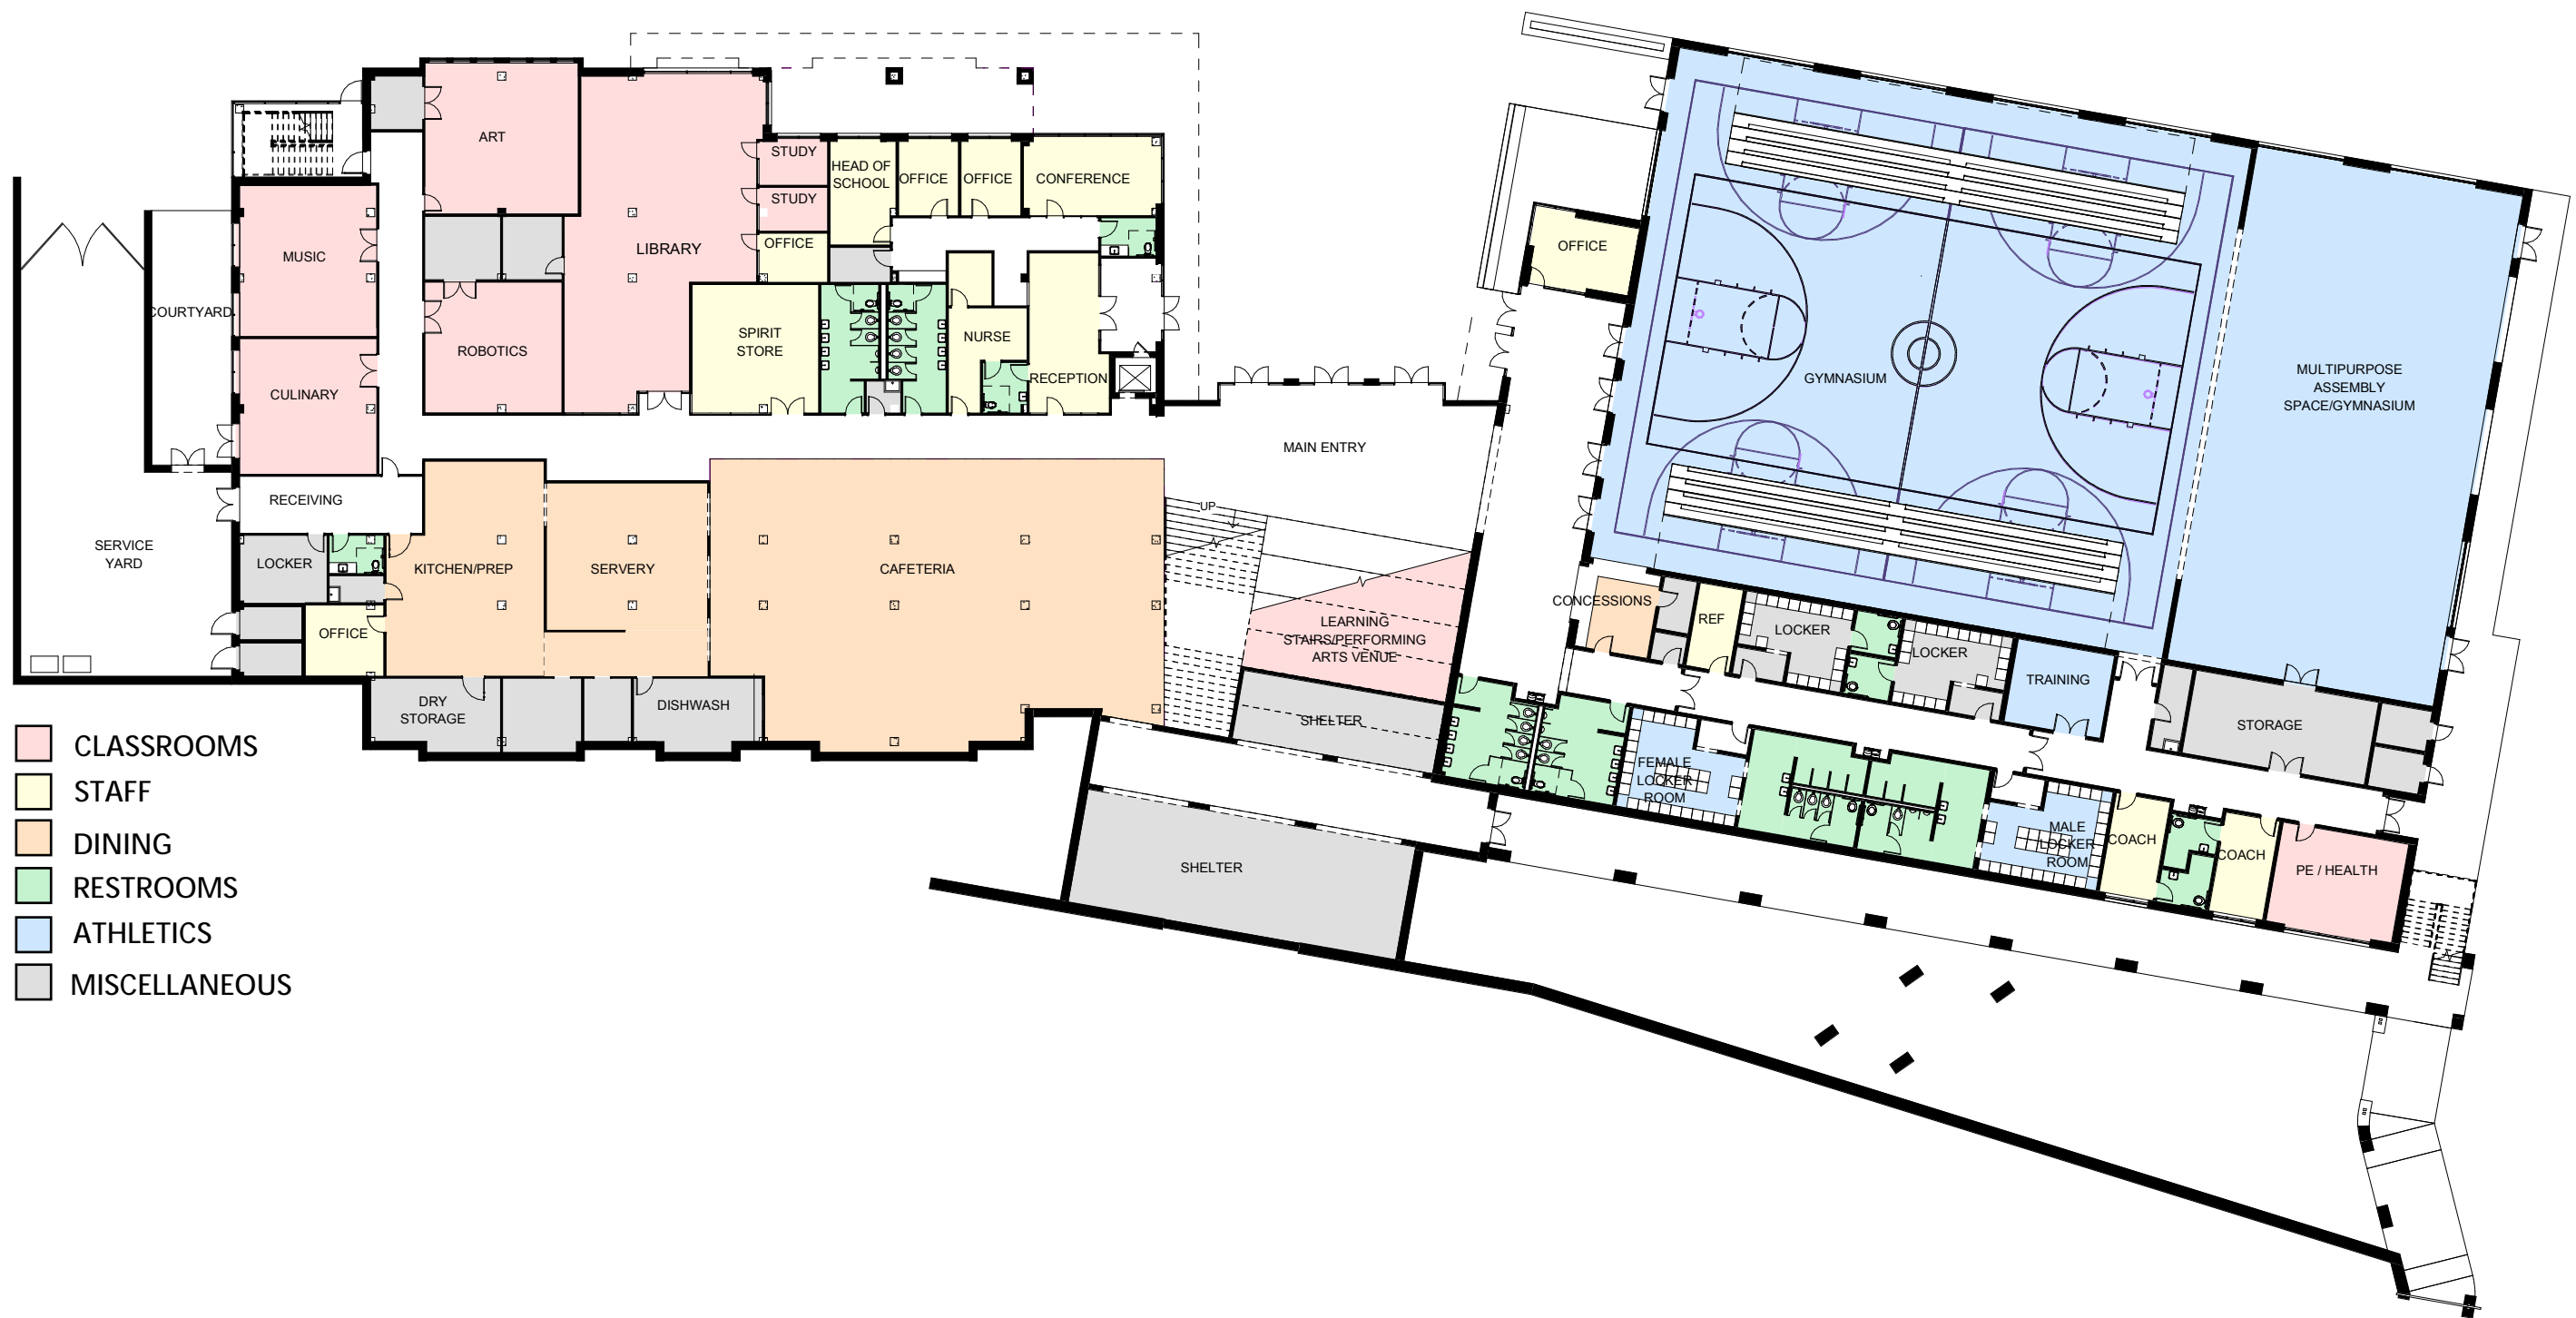 ART
STUDY
HEAD OF
SCHOOL
OFFICE
OFFICE
CONFERENCE
STUDY
LIBRARY
OFFICE
MUSIC
COURTYARD
SPIRIT
STORE
NURSE
ROBOTICS
RECEPTION
CULINARY
OFFICE
GYMNASIUM
MULTIPURPOSE
ASSEMBLY
SPACE/GYMNASIUM
MAIN ENTRY
RECEIVING
UP
SERVICE
YARD
LOCKER
KITCHEN/PREP
SERVERY
CAFETERIA
OFFICE
LEARNING
STAIRS/PERFORMING
ARTS VENUE
CONCESSIONS
REF
LOCKER
LOCKER
TRAINING
DRY
STORAGE
DISHWASH
SHELTER
STORAGE
FEMALE
LOCKER
ROOM
MALE
LOCKER
ROOM
COACH
COACH
PE / HEALTH
SHELTER
CLASSROOMS
STAFF
DINING
RESTROOMS
ATHLETICS
MISCELLANEOUS